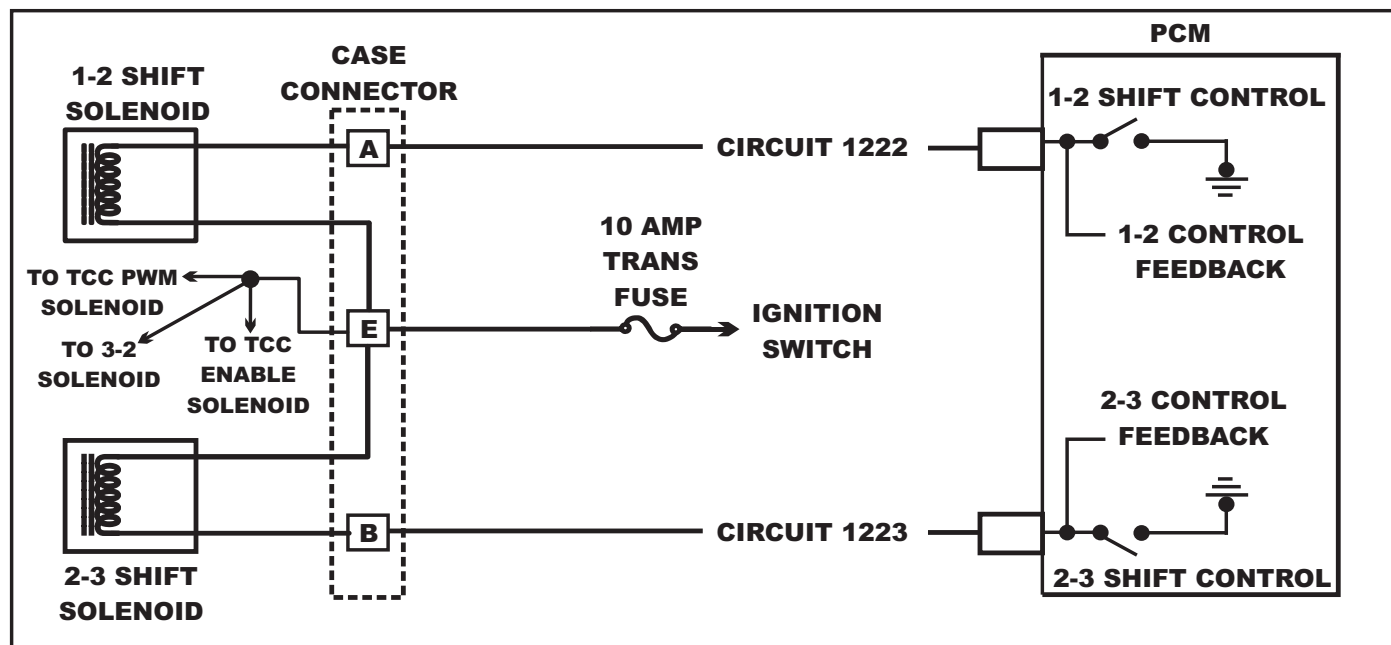 1-2 SHIFT
SOLENOID
CASE
CONNECTOR
A
E
B
TO TCC PWM
SOLENOID
TO 3-2
SOLENOID
TO TCC
ENABLE
SOLENOID
2-3 SHIFT
SOLENOID
CIRCUIT 1222
10 AMP
TRANS
FUSE
IGNITION
SWITCH
CIRCUIT 1223
PCM
1-2 SHIFT CONTROL
1-2 CONTROL
FEEDBACK
2-3 CONTROL
FEEDBACK
2-3 SHIFT CONTROL